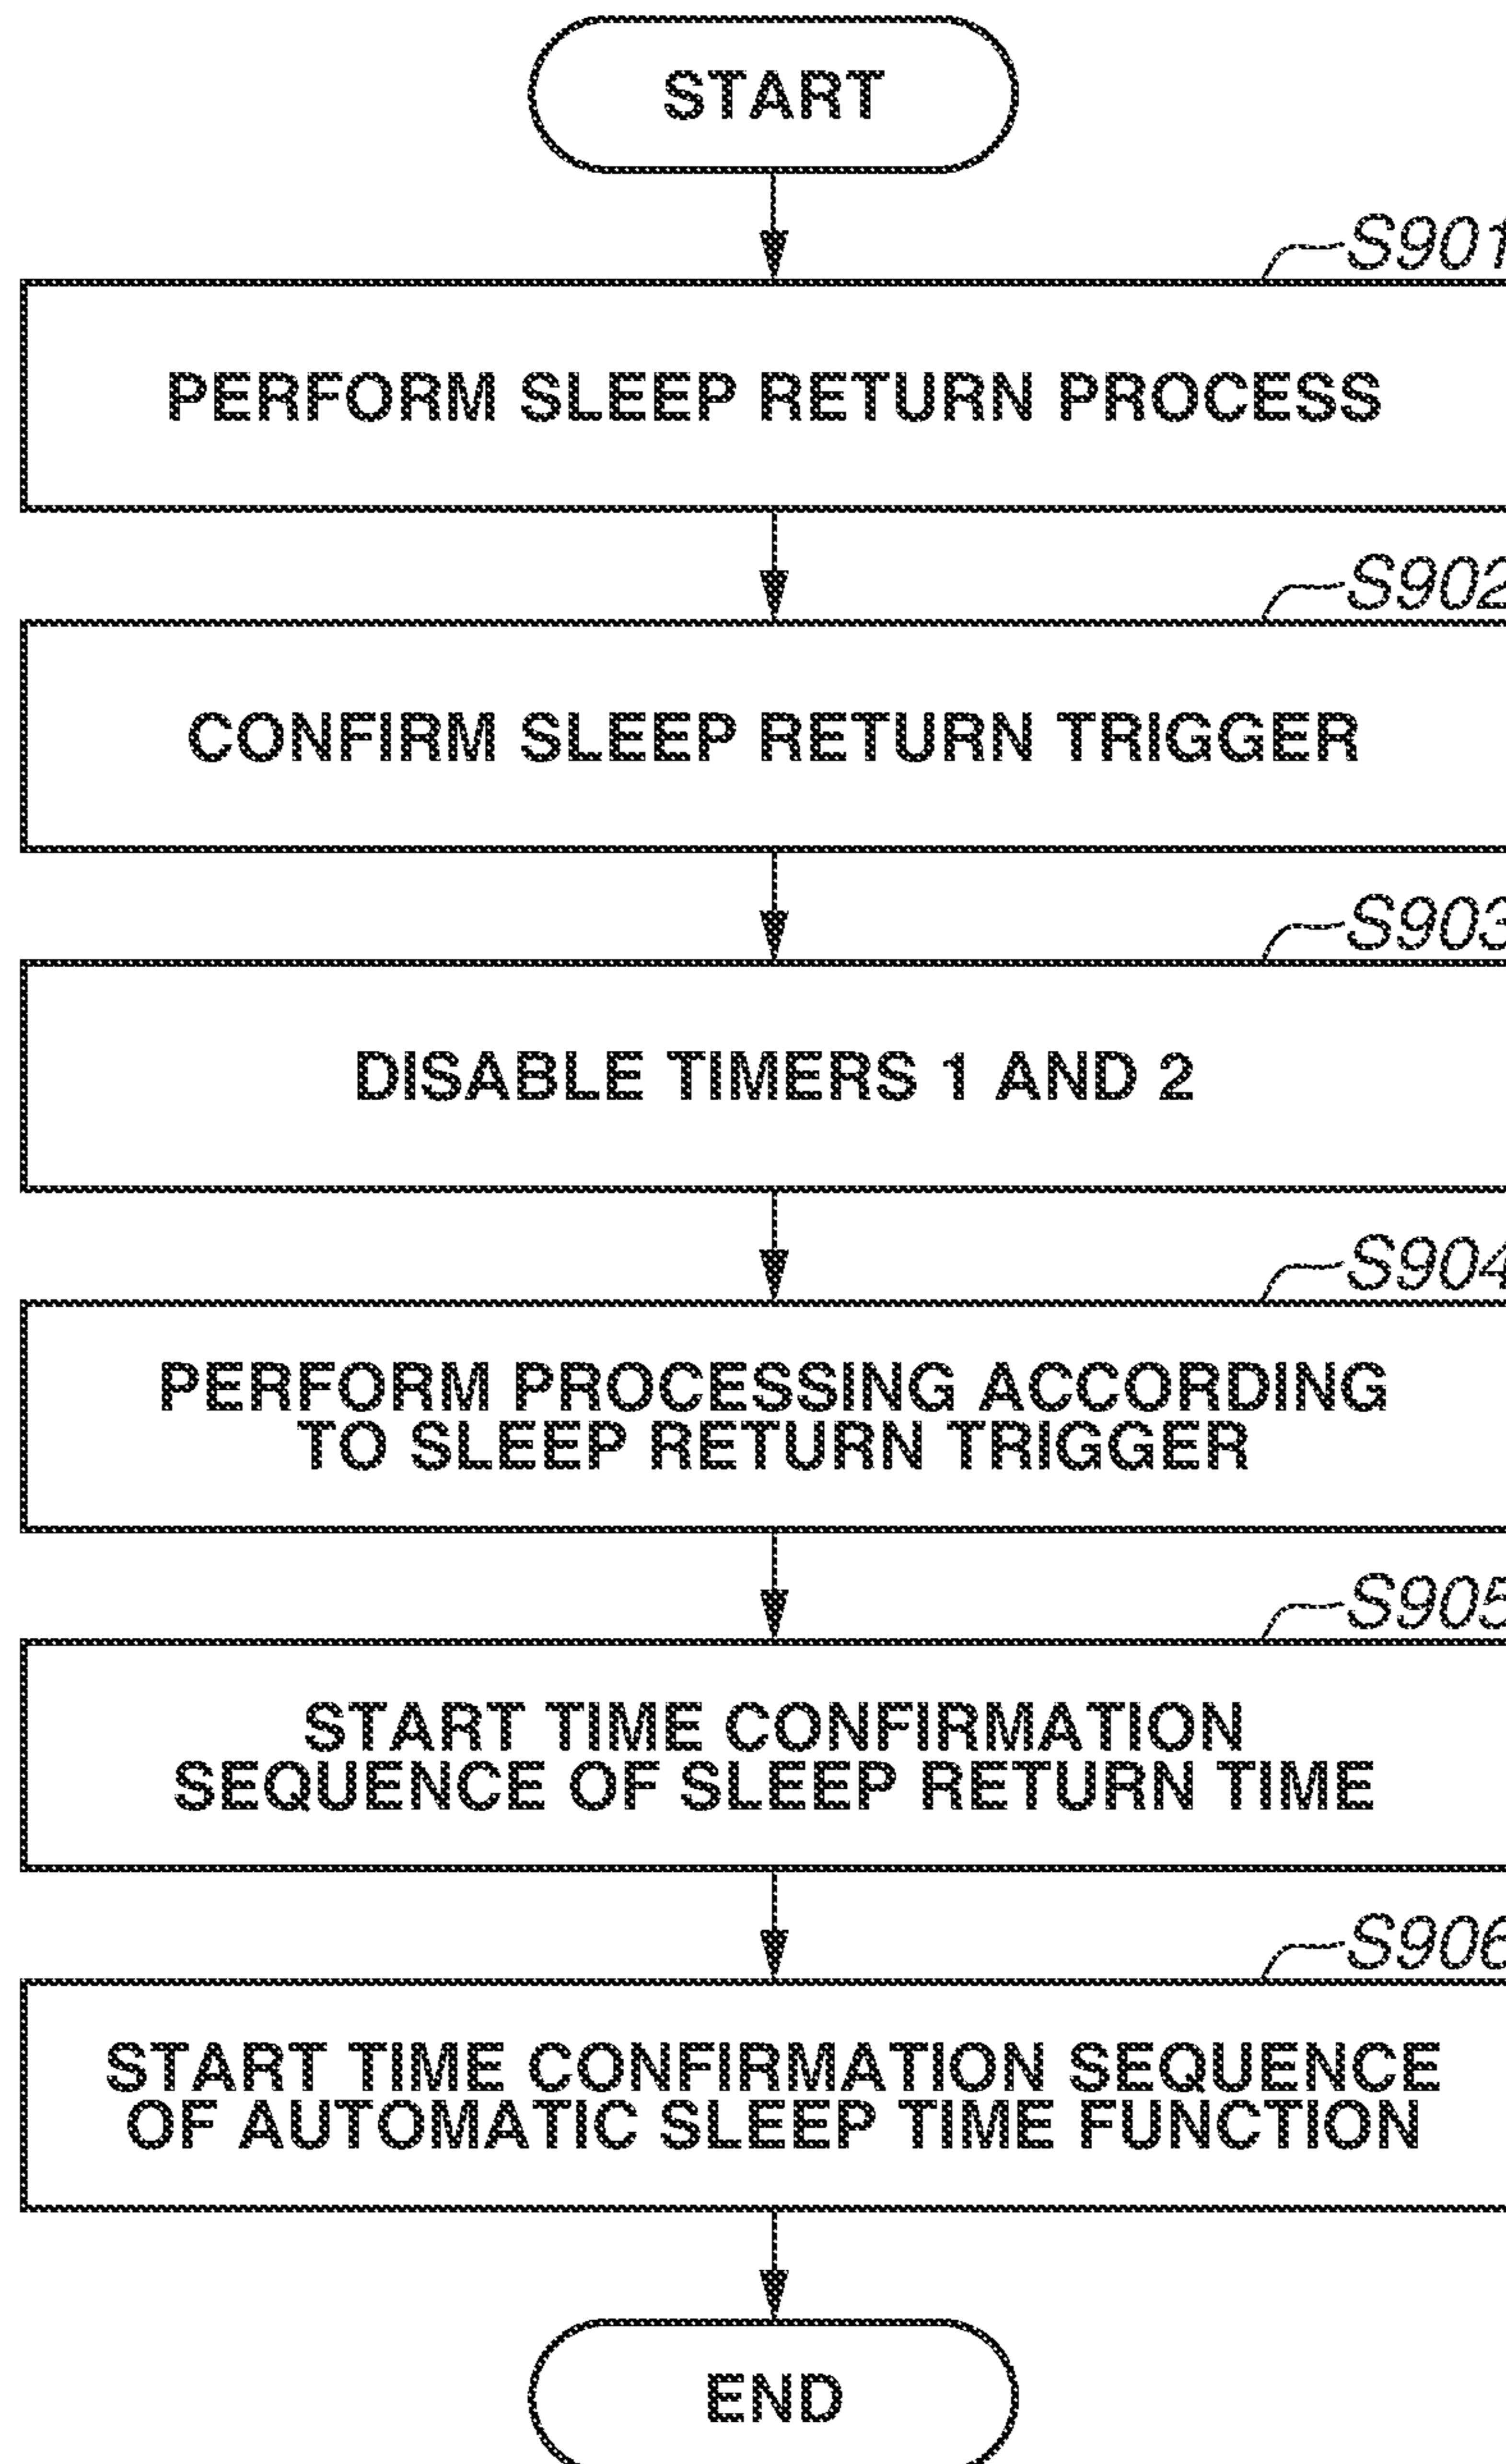 START
S901
PERFORM SLEEP RETURN PROCESS
S902
CONFIRM SLEEP RETURN TRIGGER
S903
DISABLE TIMERS 1 AND 2
S904
PERFORM PROCESSING ACCORDING
TO SLEEP RETURN TRIGGER
S905
START TIME CONFIRMATION
SEQUENCE OF SLEEP RETURN TIME
S906
START TIME CONFIRMATION SEQUENCE
OF AUTOMATIC SLEEP TIME FUNCTION
END